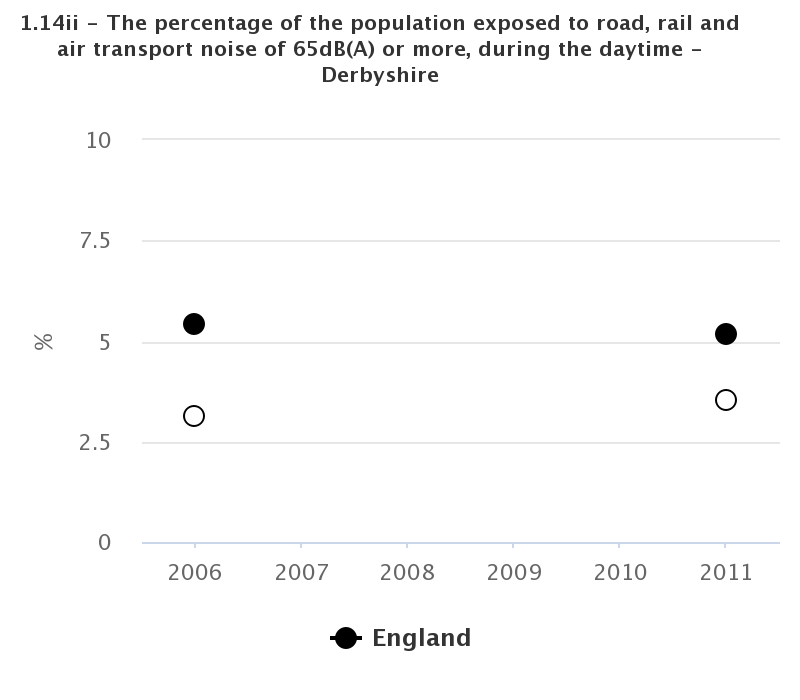 1.14ii – The percentage of the population exposed to road, rail and
air transport noise of 65dB(A) or more, during the daytime –
Derbyshire
10
7.5
%
5
2.5
0
2006 2007 2008 2009 2010 2011
England